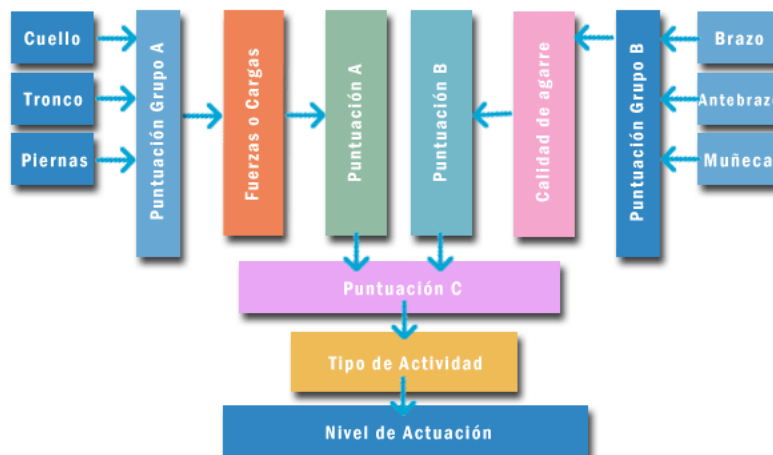 Cuello
Tronco
Piernas
Puntuación Grupo A
Fuerzas o Cargas
Puntuación A
Puntuación B
Calidad de agarre
Puntuación Grupo B
Brazo
Antebrazo
Muñeca
Puntuación C
Tipo de Actividad
Nivel de Actuación